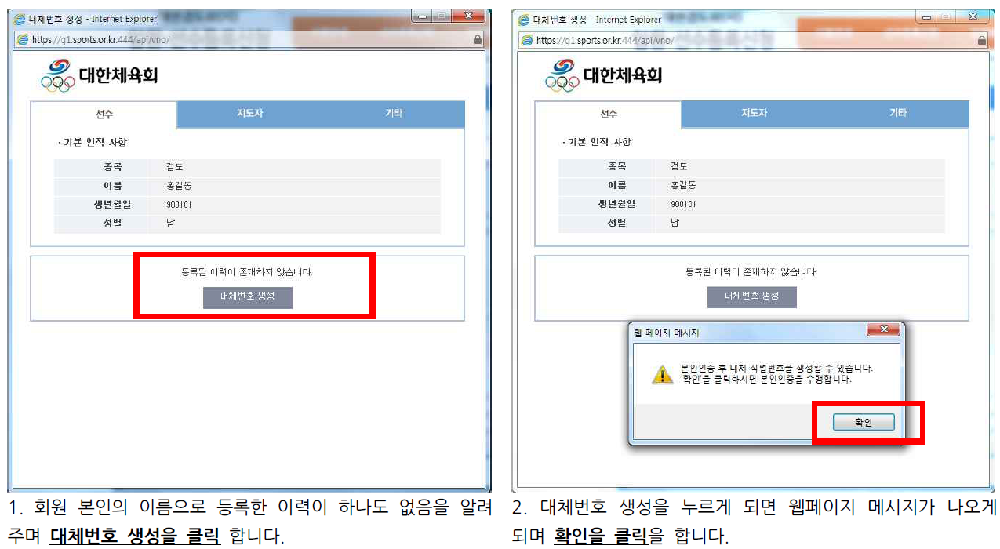 대체번호 생성 - Internet Explorer
https://g1.sports.or.kr:444/api/vno/
대한체육회
선수 지도자 기타
· 기본 인적 사항
종목 검도
이름 홍길동
생년월일 900101
성별 남
등록된 이력이 존재하지 않습니다.
대체번호 생성
1. 회원 본인의 이름으로 등록한 이력이 하나도 없음을 알려
주며 대체번호 생성을 클릭 합니다.
대체번호 생성 - Internet Explorer
https://g1.sports.or.kr:444/api/vno/
대한체육회
선수 지도자 기타
· 기본 인적 사항
종목 검도
이름 홍길동
생년월일 900101
성별 남
등록된 이력이 존재하지 않습니다.
대체번호 생성
웹 페이지 메시지
본인인증 후 대체 식별번호를 생성할 수 있습니다.
'확인'을 클릭하시면 본인인증을 수행합니다.
확인
2. 대체번호 생성을 누르게 되면 웹페이지 메시지가 나오게
되며 확인을 클릭을 합니다.